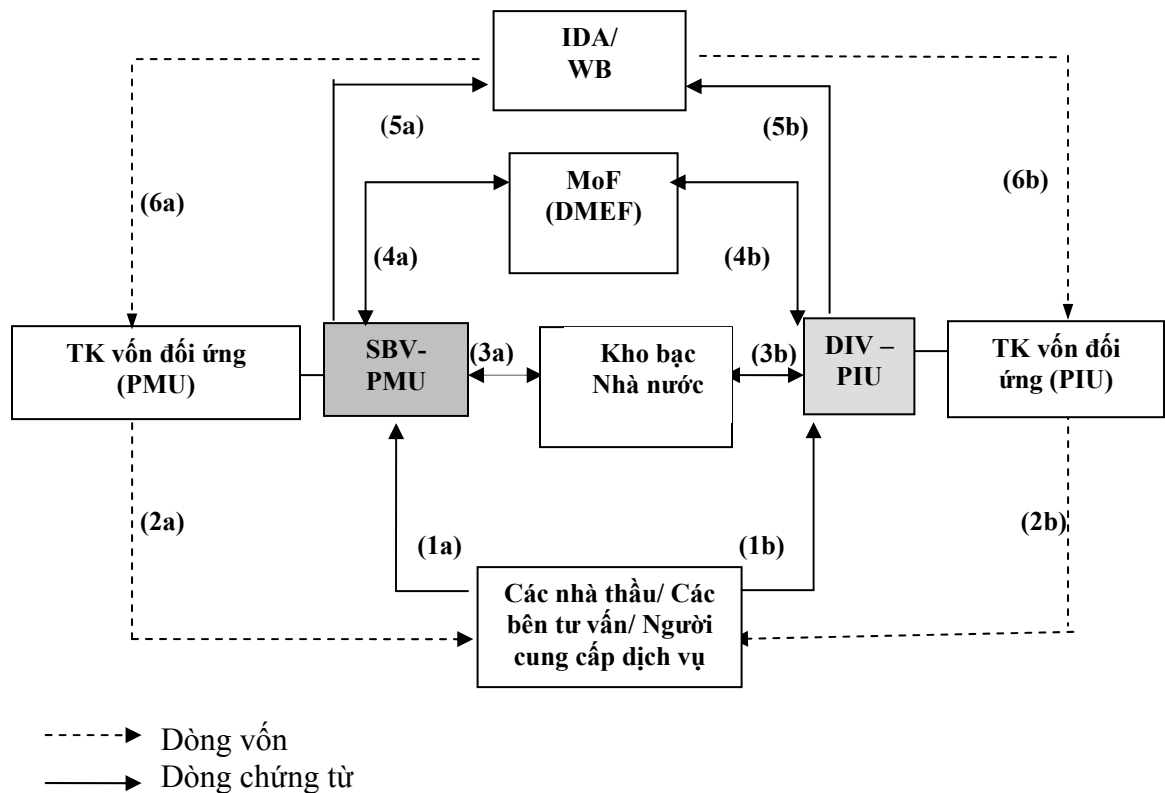 IDA/
WB
(5a)
(5b)
MoF
(DMEF)
(6a)
(6b)
(4a)
(4b)
TK vốn đối ứng
(PMU)
SBV-
PMU
(3a)
Kho bạc
Nhà nước
(3b)
DIV –
PIU
TK vốn đối
ứng (PIU)
(2a)
(2b)
(1a)
(1b)
Các nhà thầu/ Các
bên tư vấn/ Người
cung cấp dịch vụ
Dòng vốn
Dòng chứng từ